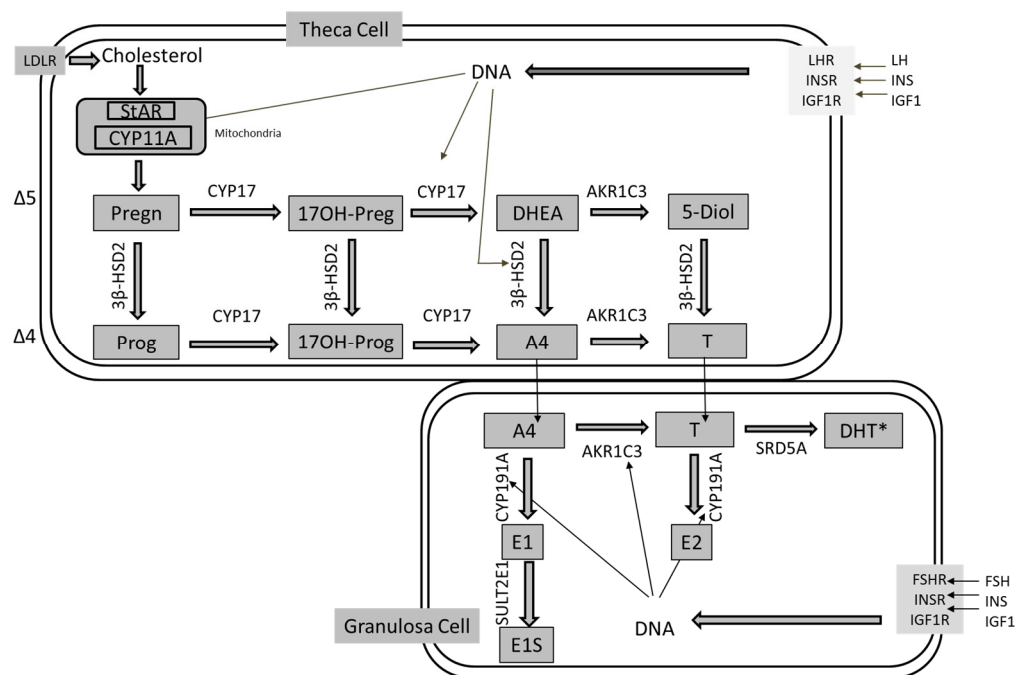 Theca Cell
LDLR
Cholesterol
DNA
LHR
INSR
IGF1R
LH
INS
IGF1
StAR
CYP11A
Mitochondria
Δ5
Pregn
CYP17
17OH-Preg
CYP17
DHEA
AKR1C3
5-Diol
3β-HSD2
3β-HSD2
3β-HSD2
3β-HSD2
Δ4
Prog
CYP17
17OH-Prog
CYP17
A4
AKR1C3
T
A4
AKR1C3
T
SRD5A
DHT*
CYP191A
CYP191A
E1
E2
SULT2E1
E1S
DNA
Granulosa Cell
FSHR
INSR
IGF1R
FSH
INS
IGF1